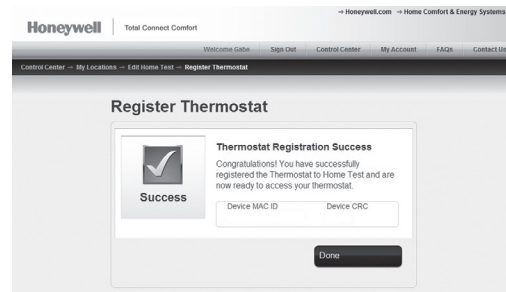 → Honeywell.com → Home Comfort & Energy Systems
Honeywell Total Connect Comfort
Welcome Gabe Sign Out Control Center My Account FAQs Contact Us
Control Center → My Locations → Edit Home Test → Register Thermostat
Register Thermostat
Success
Thermostat Registration Success
Congratulations! You have successfully
registered the Thermostat to Home Test and are
now ready to access your thermostat.
Device MAC ID Device CRC
Done